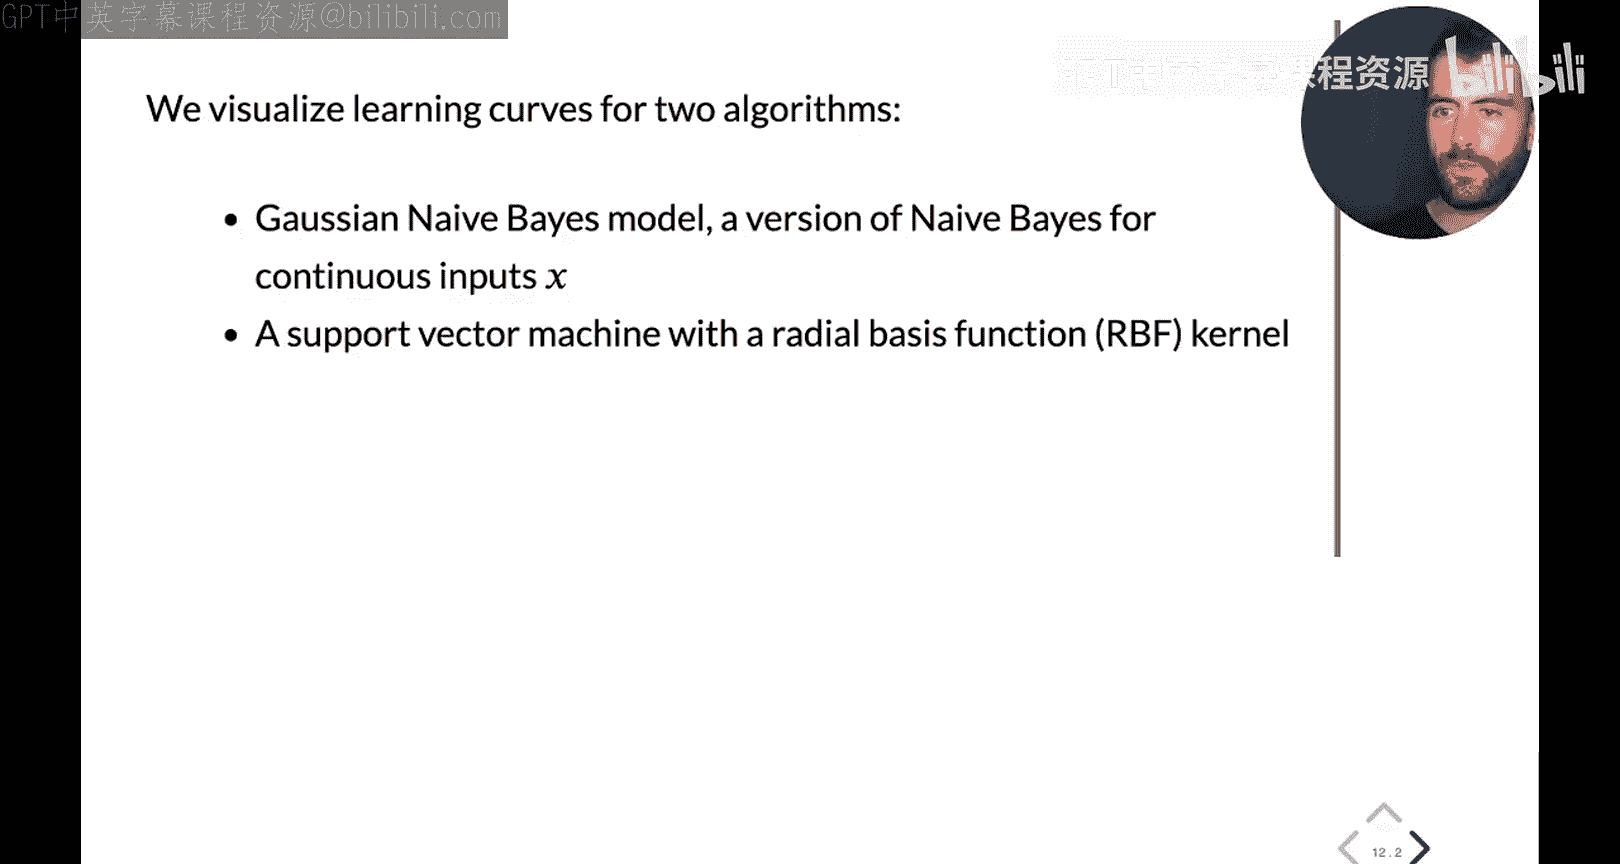 GPT中英字幕课程资源@bilibili.com
程资源 bilibili
We visualize learning curves for two algorithms:
• Gaussian Naive Bayes model, a version of Naive Bayes for
continuous inputs x
• A support vector machine with a radial basis function (RBF) kernel
12.2